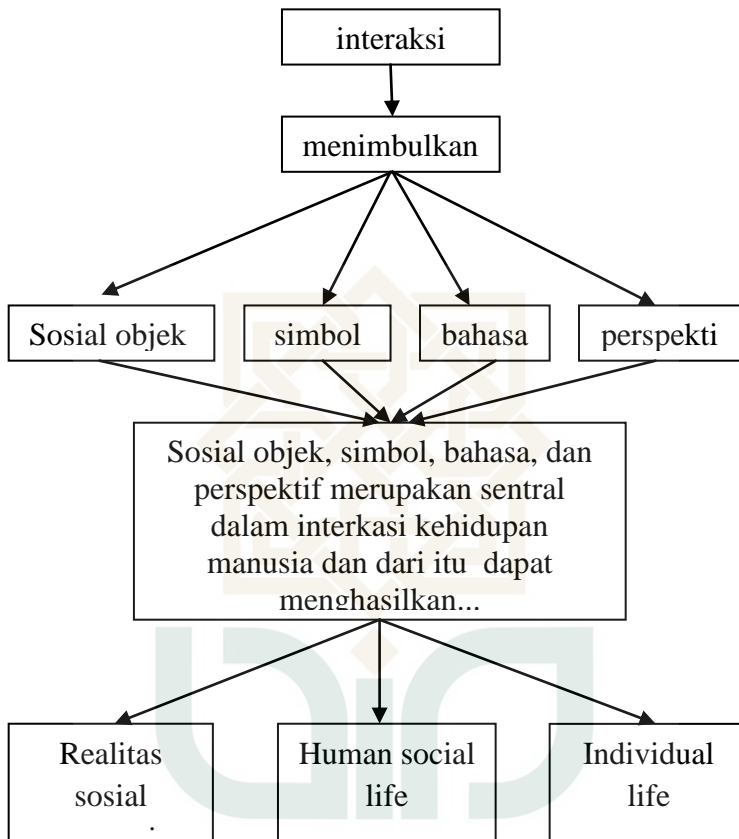 interaksi
menimbulkan
Sosial objek
simbol
bahasa
perspekti
Sosial objek, simbol, bahasa, dan
perspektif merupakan sentral
dalam interkasi kehidupan
manusia dan dari itu dapat
menghasilkan...
Realitas
sosial
Human social
life
Individual
life